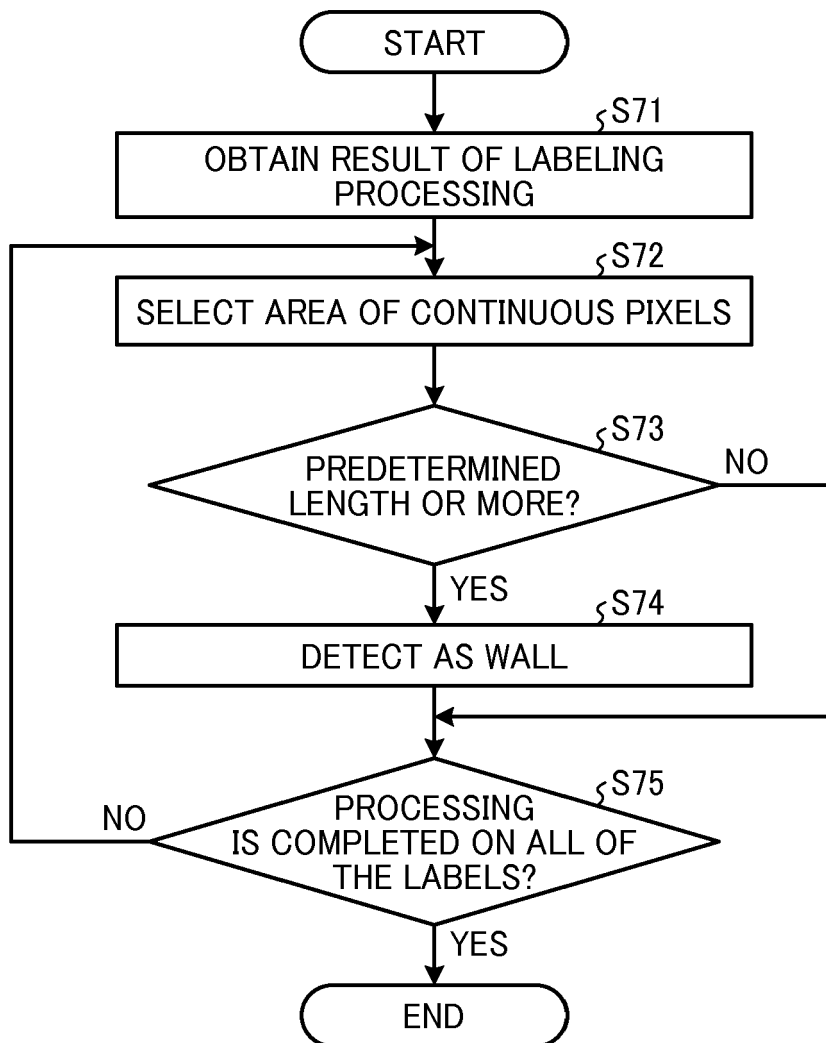 START
S71
OBTAIN RESULT OF LABELING
PROCESSING
S72
SELECT AREA OF CONTINUOUS PIXELS
S73
PREDETERMINED
LENGTH OR MORE?
NO
YES
S74
DETECT AS WALL
S75
NO
PROCESSING
IS COMPLETED ON ALL OF
THE LABELS?
YES
END